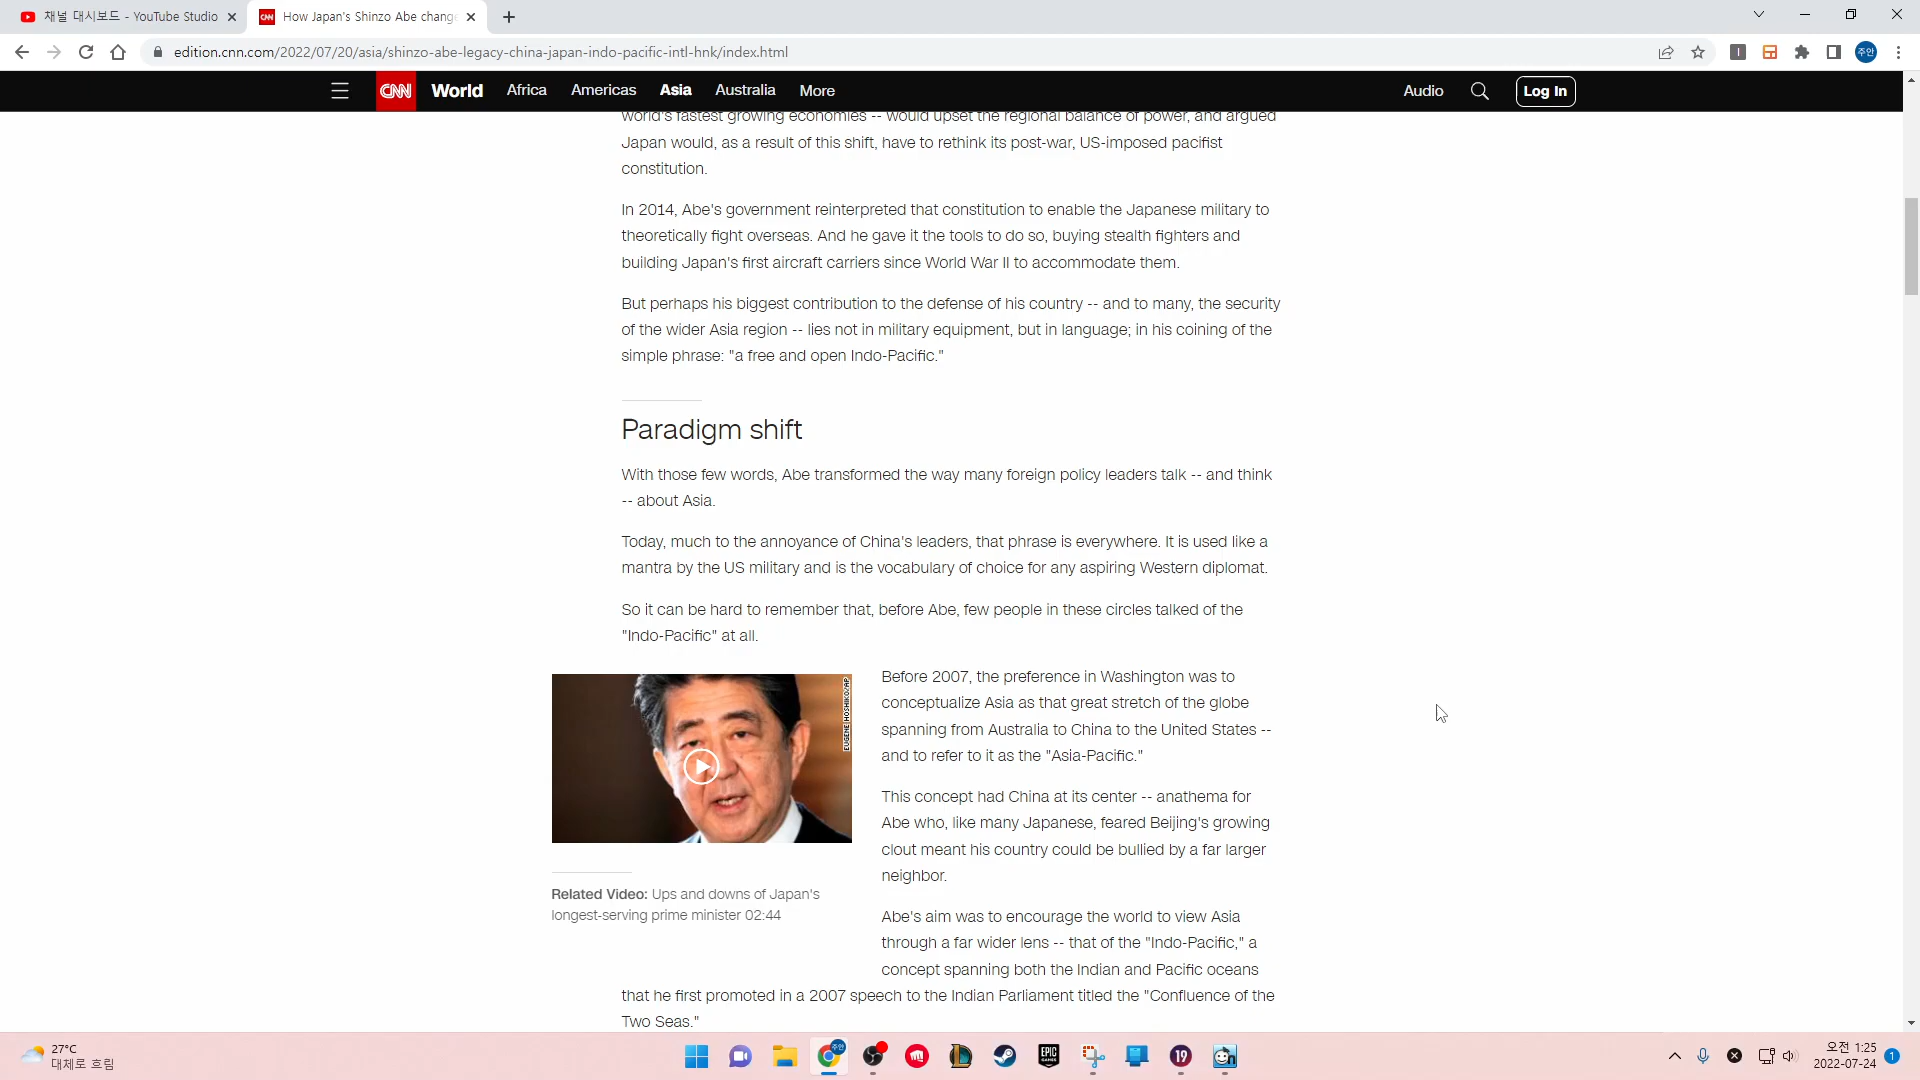 채널 대시보드 - YouTube Studio
How Japan's Shinzo Abe change
edition.cnn.com/2022/07/20/asia/shinzo-abe-legacy-china-japan-indo-pacific-intl-hnk/index.html
주안
CNN World Africa Americas Asia Australia More Audio Log In
world's fastest growing economies -- would upset the regional balance of power, and argued
Japan would, as a result of this shift, have to rethink its post-war, US-imposed pacifist
constitution.
In 2014, Abe's government reinterpreted that constitution to enable the Japanese military to
theoretically fight overseas. And he gave it the tools to do so, buying stealth fighters and
building Japan's first aircraft carriers since World War II to accommodate them.
But perhaps his biggest contribution to the defense of his country -- and to many, the security
of the wider Asia region -- lies not in military equipment, but in language; in his coining of the
simple phrase: "a free and open Indo-Pacific."
Paradigm shift
With those few words, Abe transformed the way many foreign policy leaders talk -- and think
-- about Asia.
Today, much to the annoyance of China's leaders, that phrase is everywhere. It is used like a
mantra by the US military and is the vocabulary of choice for any aspiring Western diplomat.
So it can be hard to remember that, before Abe, few people in these circles talked of the
"Indo-Pacific" at all.
EUGENE HOSHIKO/AP
Related Video: Ups and downs of Japan's
longest-serving prime minister 02:44
Before 2007, the preference in Washington was to
conceptualize Asia as that great stretch of the globe
spanning from Australia to China to the United States --
and to refer to it as the "Asia-Pacific."
This concept had China at its center -- anathema for
Abe who, like many Japanese, feared Beijing's growing
clout meant his country could be bullied by a far larger
neighbor.
Abe's aim was to encourage the world to view Asia
through a far wider lens -- that of the "Indo-Pacific," a
concept spanning both the Indian and Pacific oceans
that he first promoted in a 2007 speech to the Indian Parliament titled the "Confluence of the
Two Seas."
27°C
대체로 흐림
주안
EPIC GAMES
19
오전 1:25
2022-07-24
1